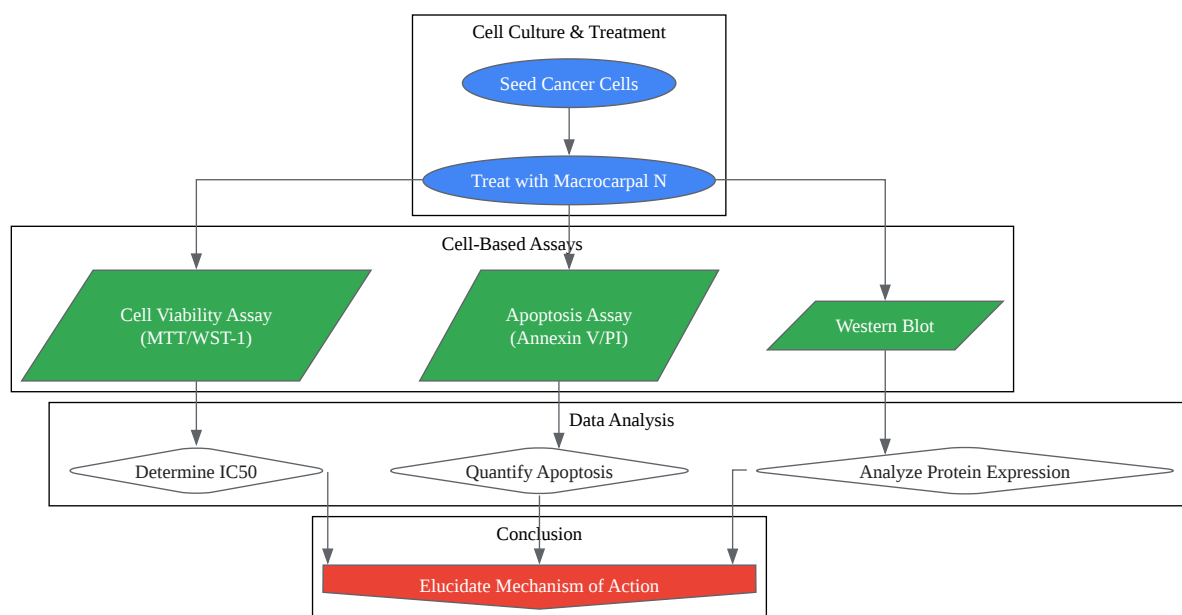 Cell Culture & Treatment
Seed Cancer Cells
Treat with Macrocarpal N
Cell-Based Assays
Cell Viability Assay
(MTT/WST-1)
Apoptosis Assay
(Annexin V/PI)
Western Blot
Data Analysis
Determine IC50
Quantify Apoptosis
Analyze Protein Expression
Conclusion
Elucidate Mechanism of Action